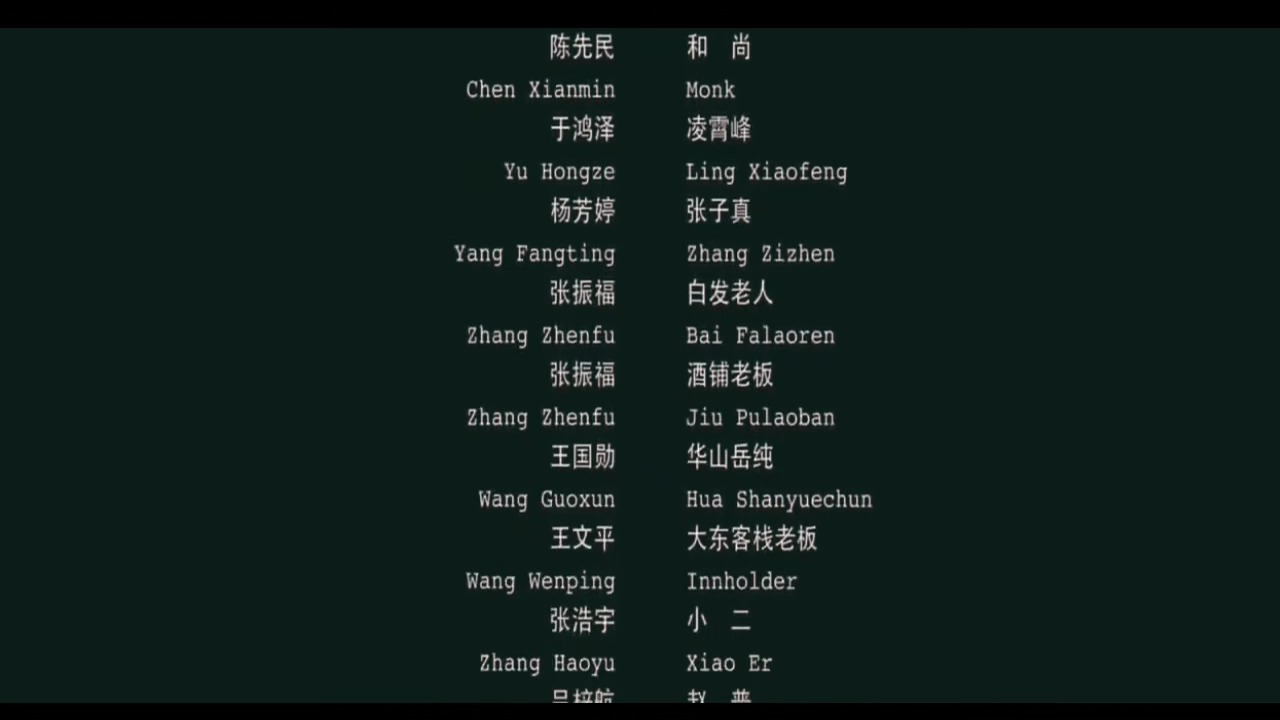 陈先民 和 尚
Chen Xianmin Monk
于鸿泽 凌霄峰
Yu Hongze Ling Xiaofeng
杨芳婷 张子真
Yang Fangting Zhang Zizhen
张振福 白发老人
Zhang Zhenfu Bai Falaoren
张振福 酒铺老板
Zhang Zhenfu Jiu Pulaoban
王国勋 华山岳纯
Wang Guoxun Hua Shanyuechun
王文平 大东客栈老板
Wang Wenping Innholder
张浩宇 小 二
Zhang Haoyu Xiao Er